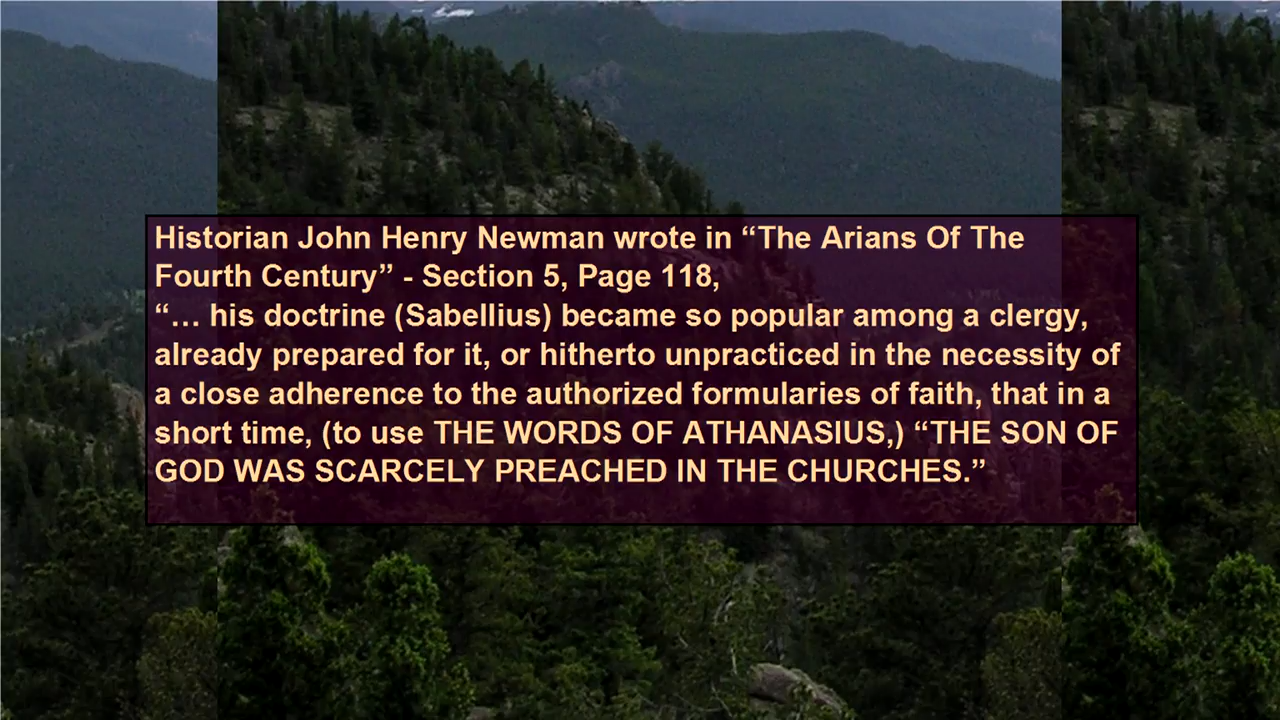 Historian John Henry Newman wrote in “The Arians Of The
Fourth Century” - Section 5, Page 118,
“… his doctrine (Sabellius) became so popular among a clergy,
already prepared for it, or hitherto unpracticed in the necessity of
a close adherence to the authorized formularies of faith, that in a
short time, (to use THE WORDS OF ATHANASIUS,) “THE SON OF
GOD WAS SCARCELY PREACHED IN THE CHURCHES.”